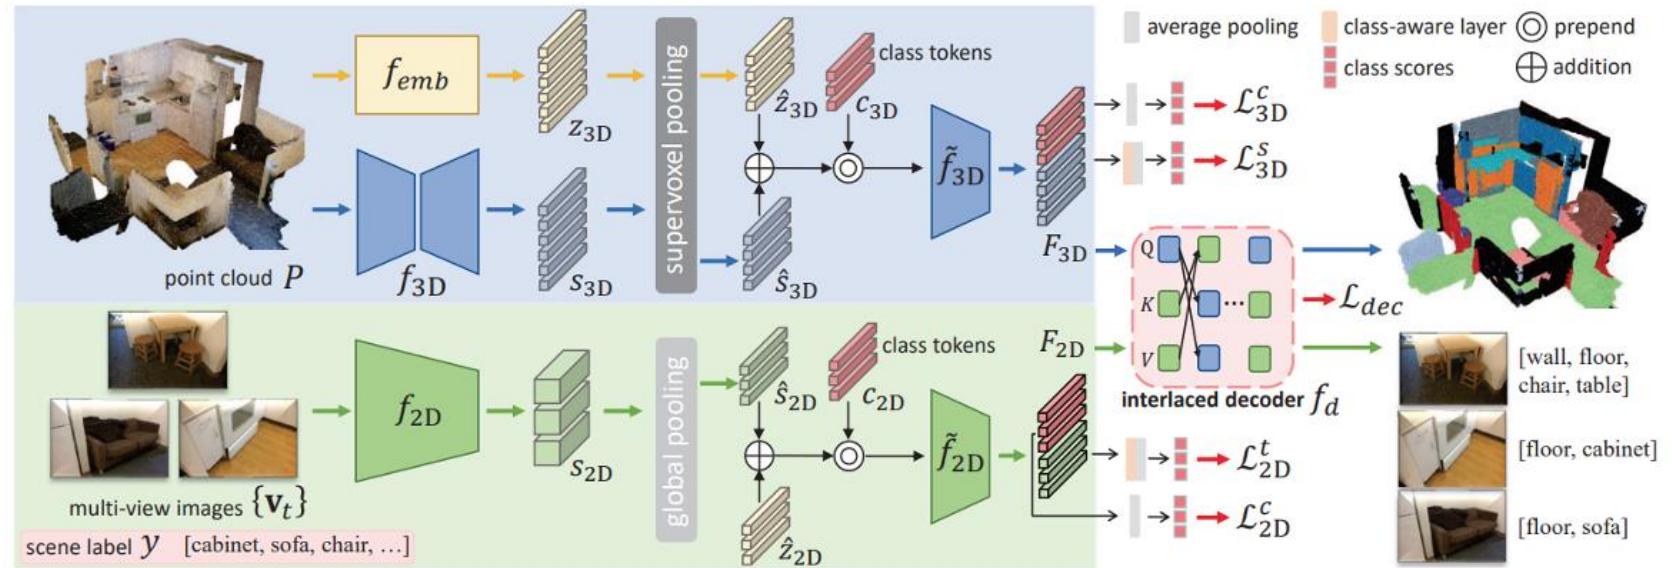 average pooling
class-aware layer
prepend
class scores
addition
f_emb
z_3D
supervoxel pooling
ẑ_3D
class tokens
c_3D
f̃_3D
ℒ^c_3D
ℒ^s_3D
point cloud P
f_3D
s_3D
ŝ_3D
F_3D
Q
K
...
V
ℒ_dec
F_2D
interlaced decoder f_d
multi-view images {v_t}
scene label y [cabinet, sofa, chair, …]
f_2D
s_2D
global pooling
ŝ_2D
class tokens
c_2D
ẑ_2D
f̃_2D
ℒ^t_2D
ℒ^c_2D
[wall, floor,
chair, table]
[floor, cabinet]
[floor, sofa]